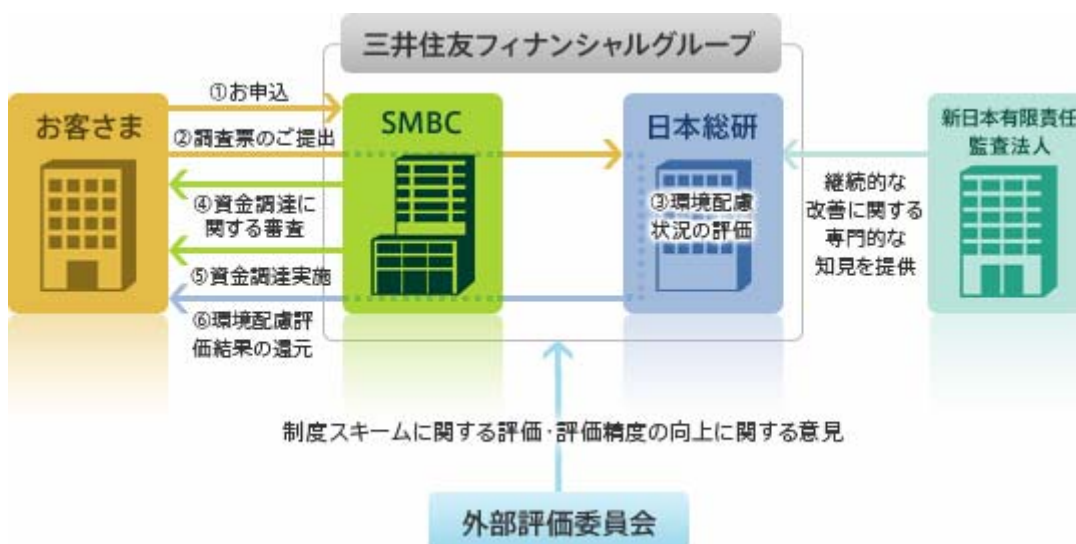 三井住友フィナンシャルグループ
お客さま
①お申込
②調査票のご提出
④資金調達に
関する審査
⑤資金調達実施
⑥環境配慮評
価結果の還元
SMBC
日本総研
③環境配慮
状況の評価
新日本有限責任
監査法人
継続的な
改善に関する
専門的な
知見を提供
制度スキームに関する評価・評価精度の向上に関する意見
外部評価委員会